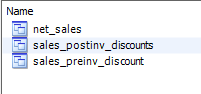 Name
net_sales
sales_postinv_discounts
sales_preinv_discount